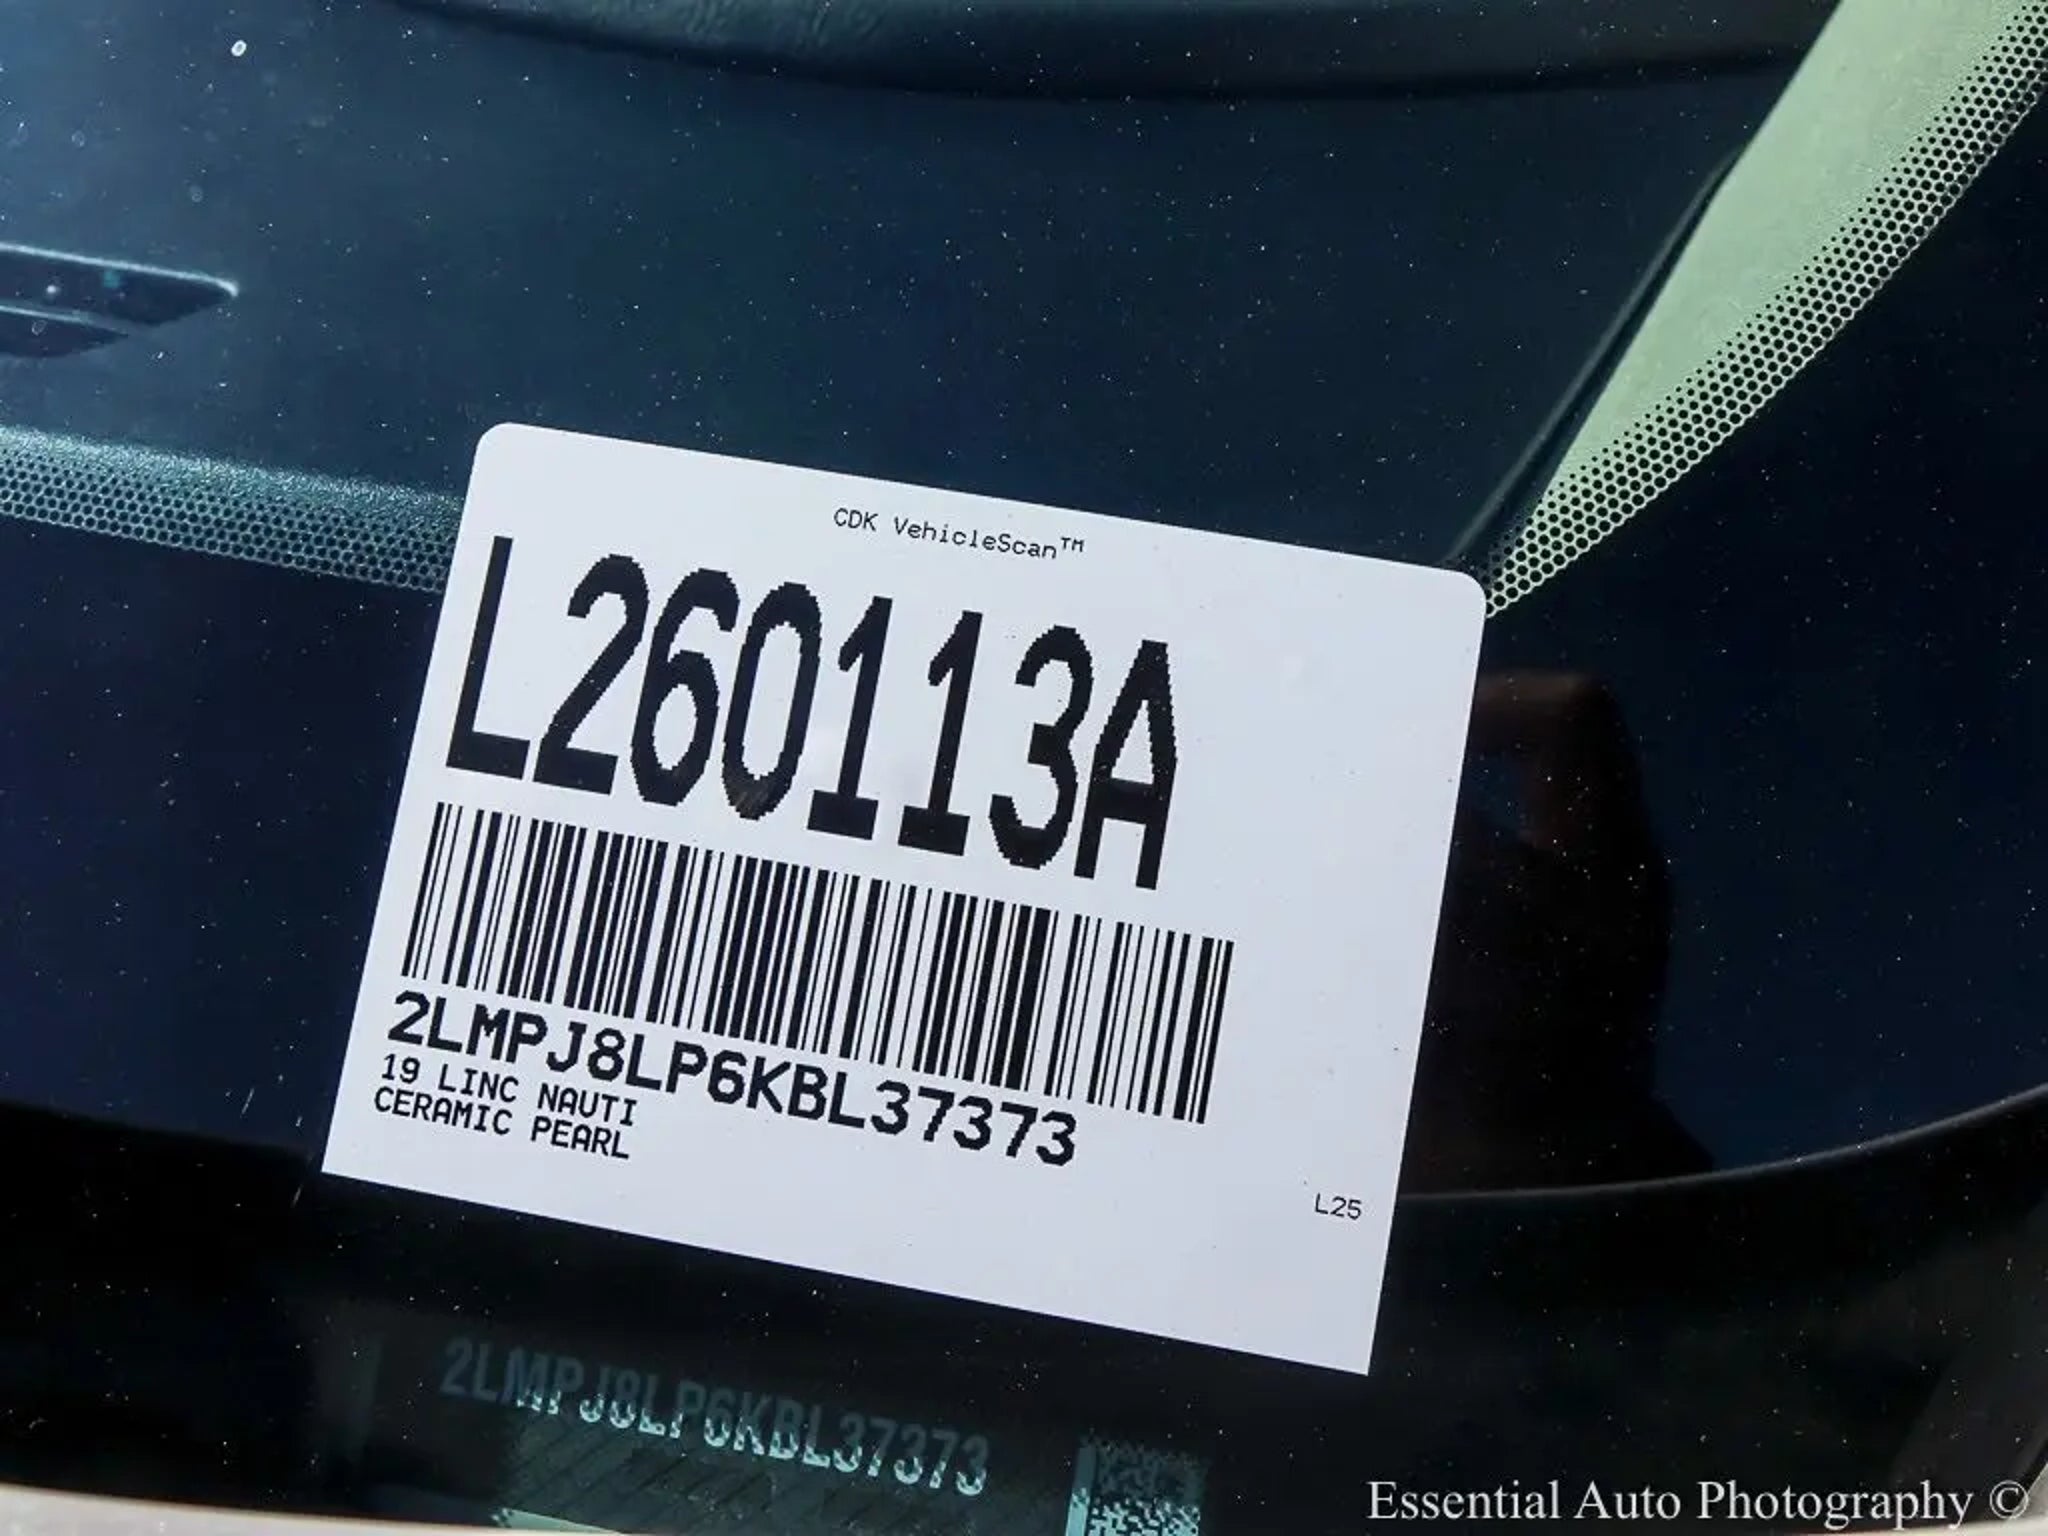 CDK VehicleScan™
L260113A
2LMPJ8LP6KBL37373
19 LINC NAUTI
CERAMIC PEARL
L25
2LMPJ8LP6KBL37373
Essential Auto Photography ©